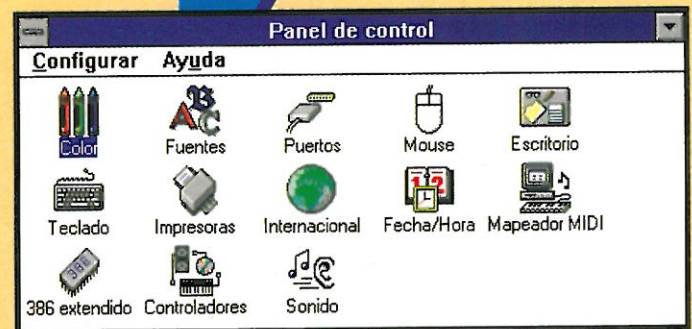 Panel de control
Configurar Ayuda
Color Fuentes Puertos Mouse Escritorio
Teclado Impresoras Internacional Fecha/Hora Mapeador MIDI
386 extendido Controladores Sonido